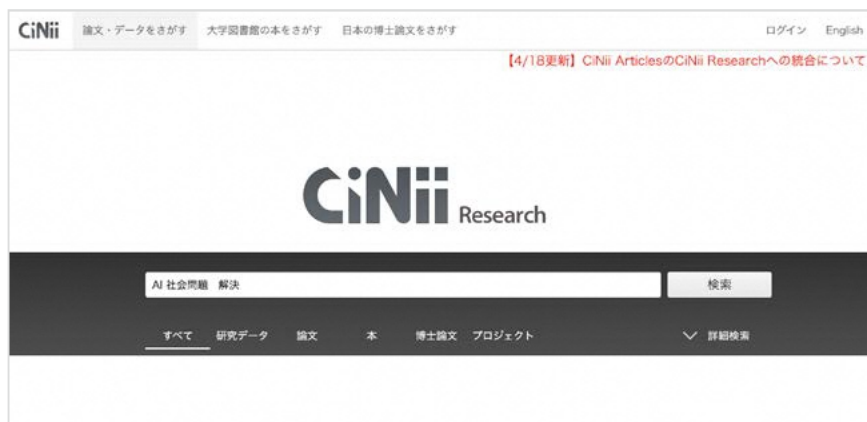 CiNii 論文・データをさがす 大学図書館の本をさがす 日本の博士論文をさがす ログイン English
【4/18更新】CiNii ArticlesのCiNii Researchへの統合について
CiNii Research
AI 社会問題 解決 検索
すべて 研究データ 論文 本 博士論文 プロジェクト 詳細検索